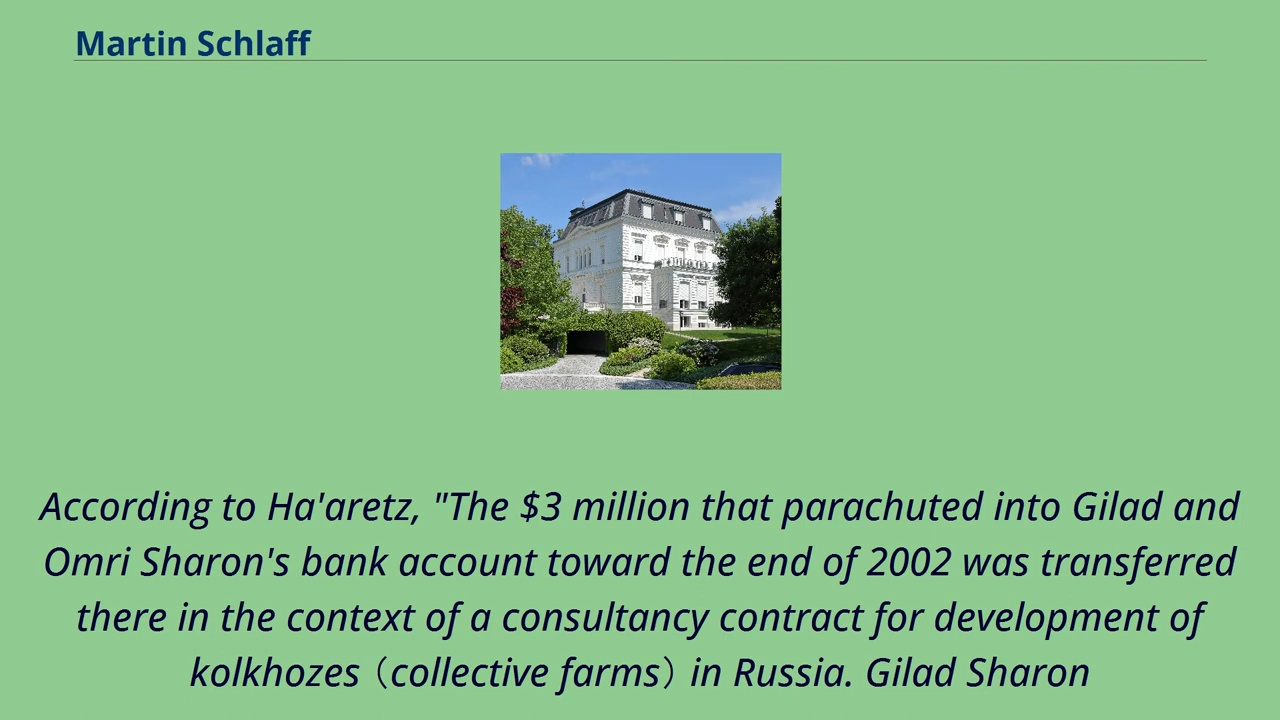 Martin Schlaff
According to Ha'aretz, "The $3 million that parachuted into Gilad and
Omri Sharon's bank account toward the end of 2002 was transferred
there in the context of a consultancy contract for development of
kolkhozes（collective farms）in Russia. Gilad Sharon